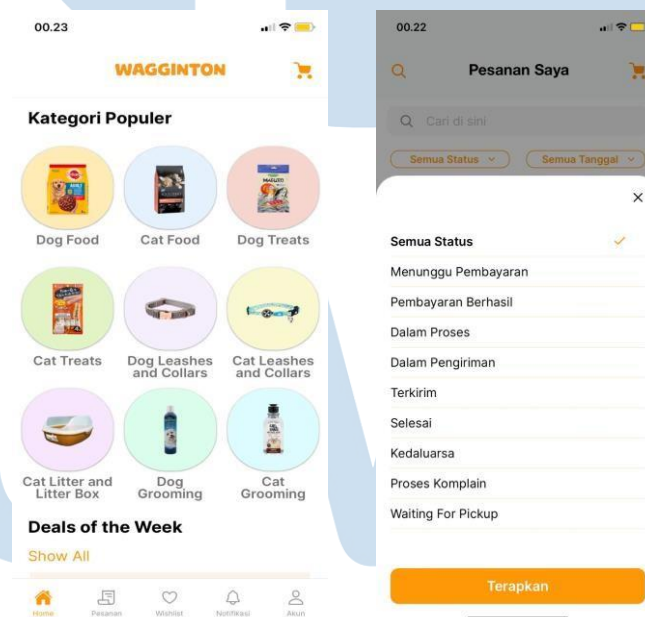 00.23
WAGGINTON
Kategori Populer
Dog Food
Cat Food
Dog Treats
Cat Treats
Dog Leashes
and Collars
Cat Leashes
and Collars
Cat Litter and
Litter Box
Dog
Grooming
Cat
Grooming
Deals of the Week
Show All
Home
Pesanan
Wishlist
Notifikasi
Akun
00.22
Pesanan Saya
Cari di sini
Semua Status
Semua Tanggal
Semua Status
Menunggu Pembayaran
Pembayaran Berhasil
Dalam Proses
Dalam Pengiriman
Terkirim
Selesai
Kedaluarsa
Proses Komplain
Waiting For Pickup
Terapkan